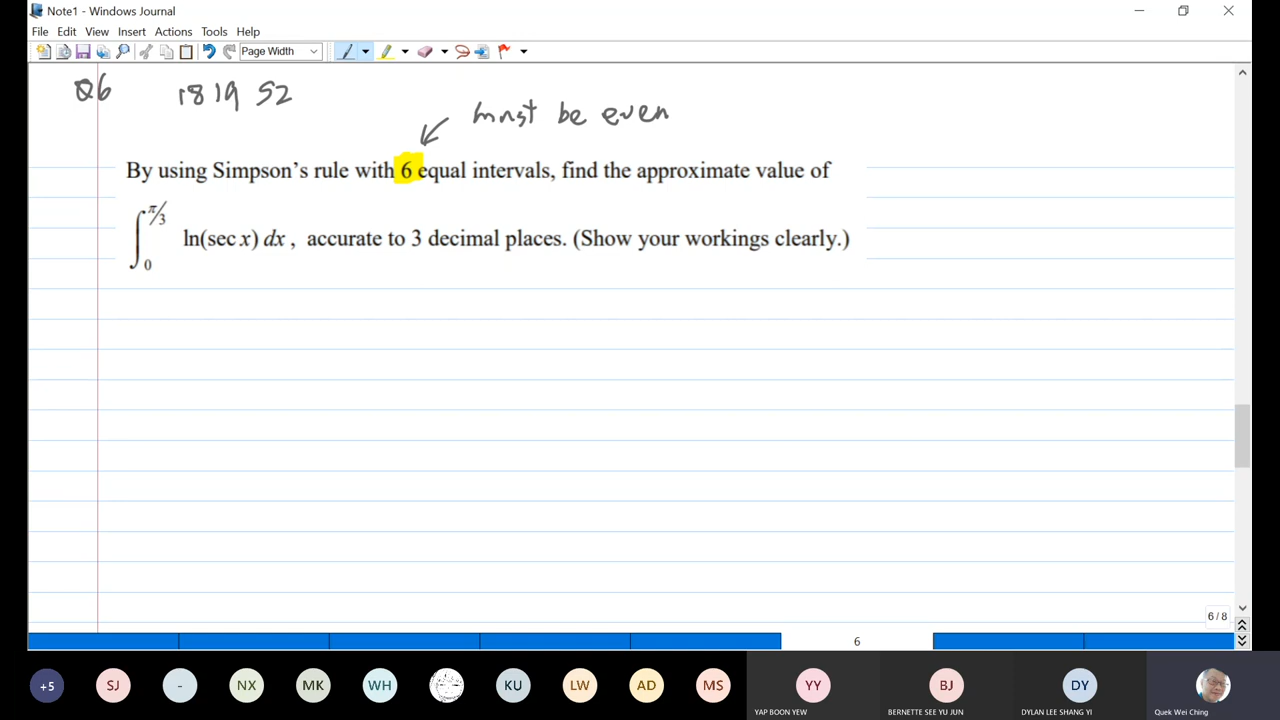 Note1 - Windows Journal
File Edit View Insert Actions Tools Help
Page Width
Q6 1819 S2
must be even
By using Simpson's rule with 6 equal intervals, find the approximate value of
∫₀^(π/3) ln(sec x) dx , accurate to 3 decimal places. (Show your workings clearly.)
6 / 8
6
+5 SJ - NX MK WH KU LW AD MS YY BJ DY
YAP BOON YEW BERNETTE SEE YU JUN DYLAN LEE SHANG YI Quek Wei Ching